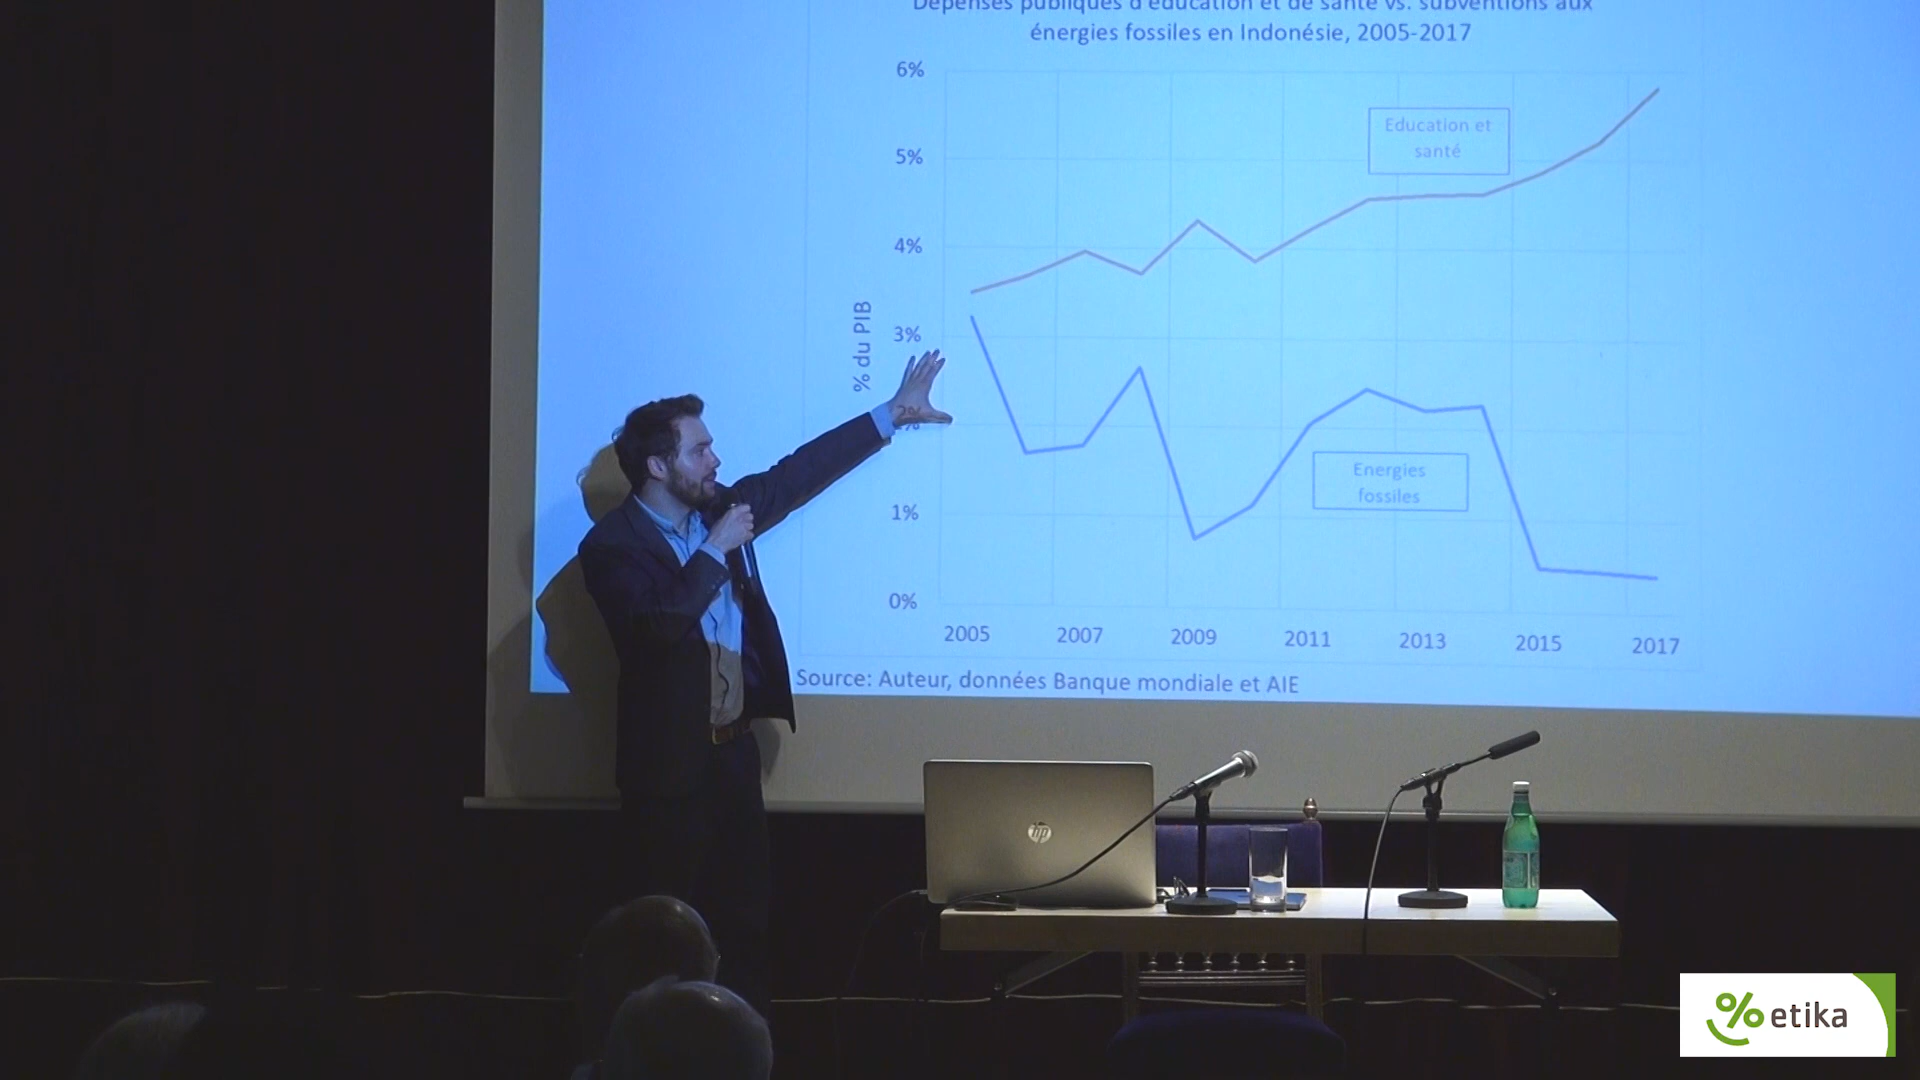 Dépenses publiques d'éducation et de santé vs. subventions aux
énergies fossiles en Indonésie, 2005-2017
6%
5%
4%
3%
2%
1%
0%
% du PIB
Education et
santé
Energies
fossiles
2005 2007 2009 2011 2013 2015 2017
Source: Auteur, données Banque mondiale et AIE
hp
% etika